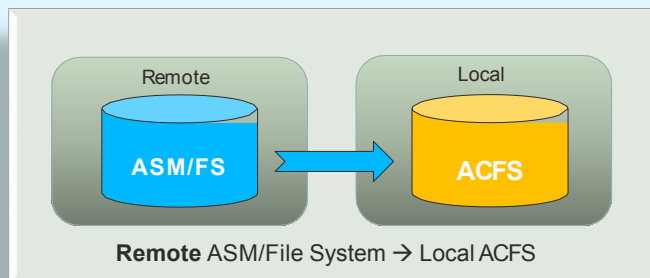 Remote
Local
ASM/FS
ACFS
Remote ASM/File System → Local ACFS